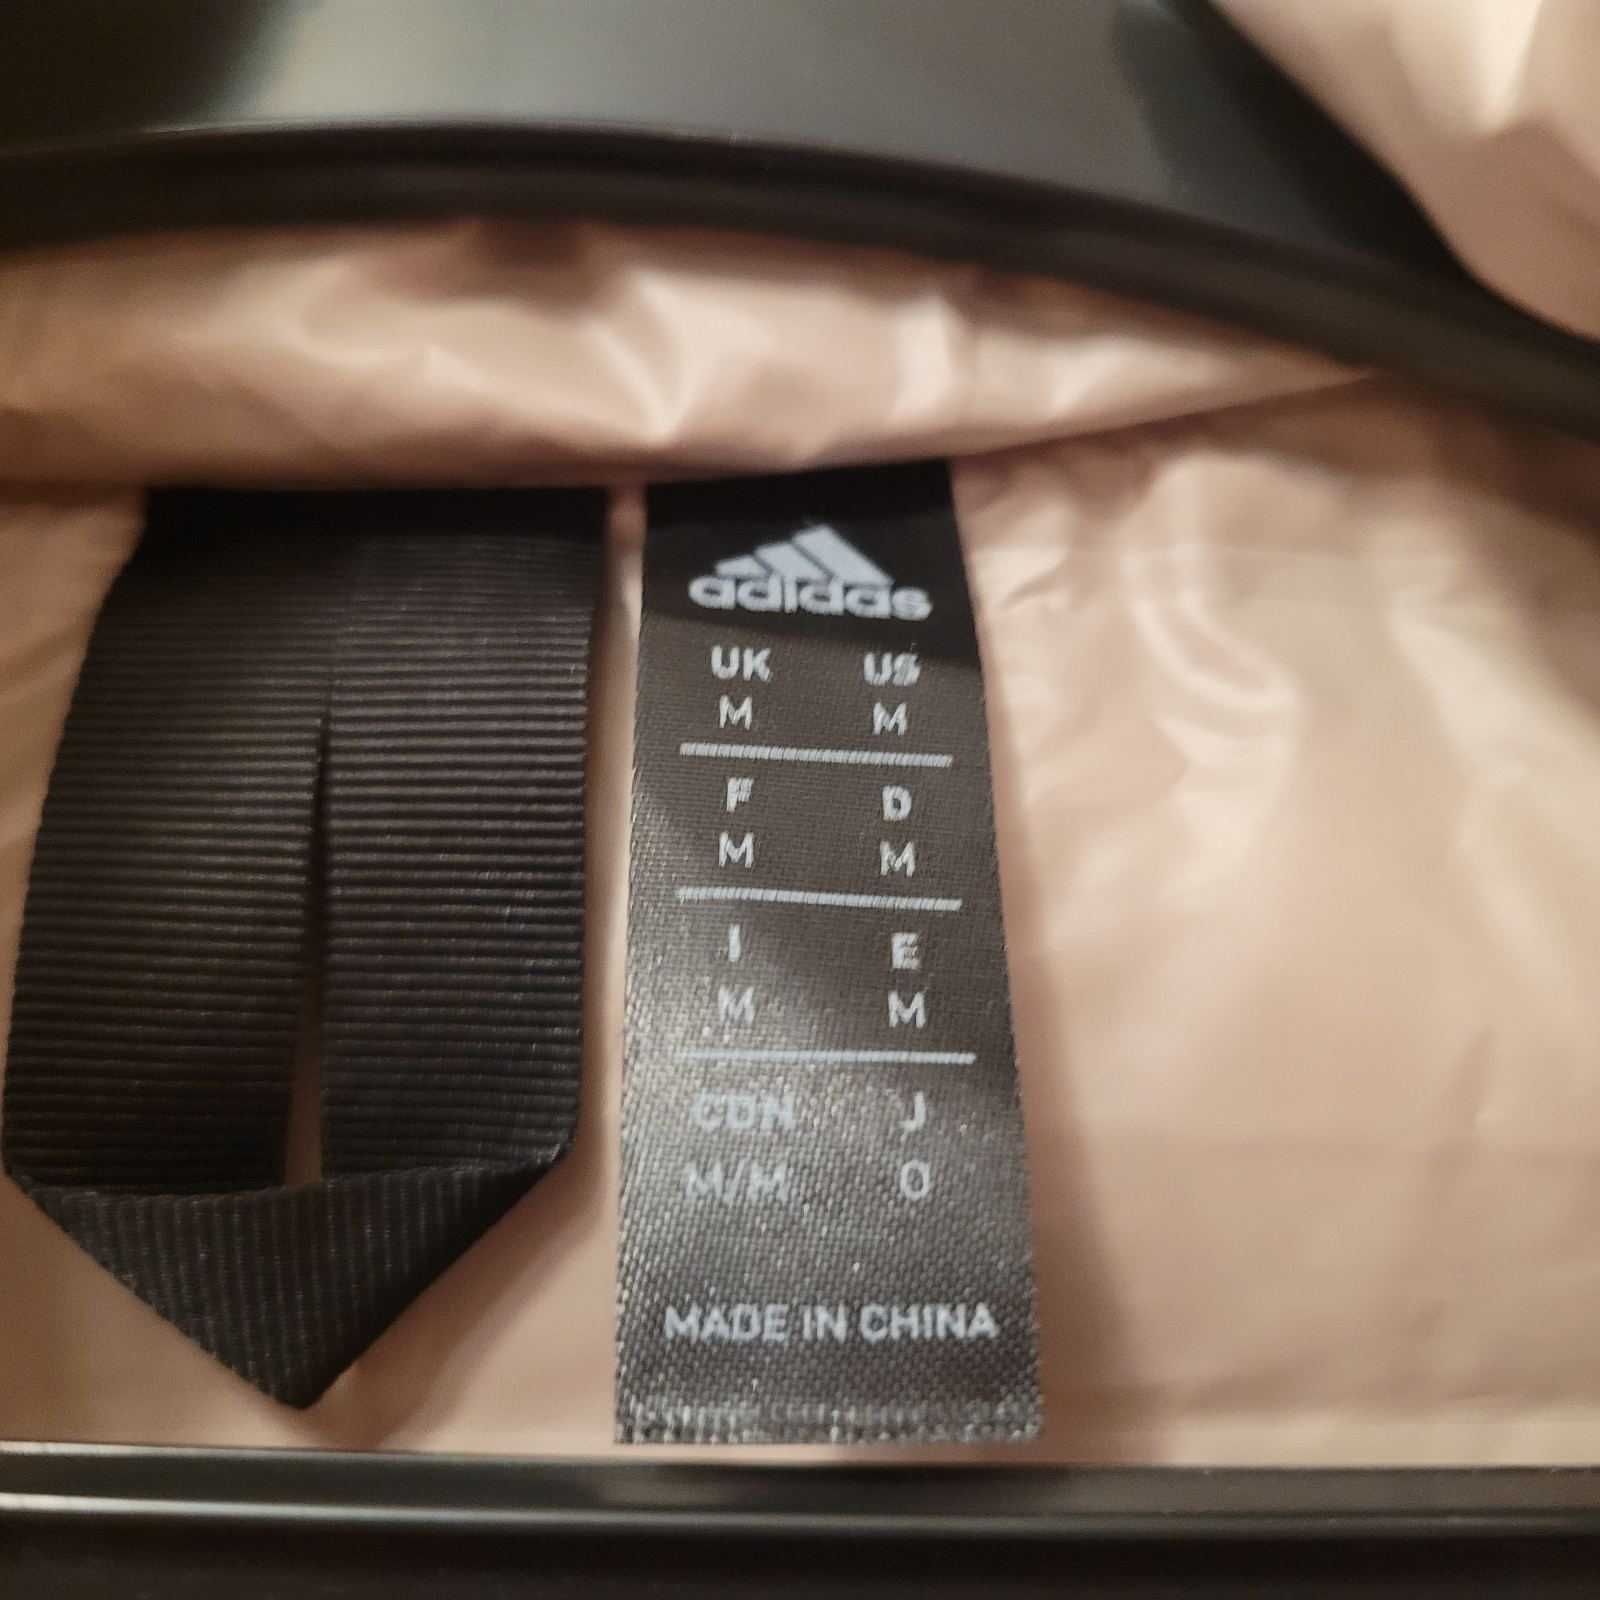 adidas
UK US
M M
F D
M M
I E
M M
CDN J
M/M O
MADE IN CHINA